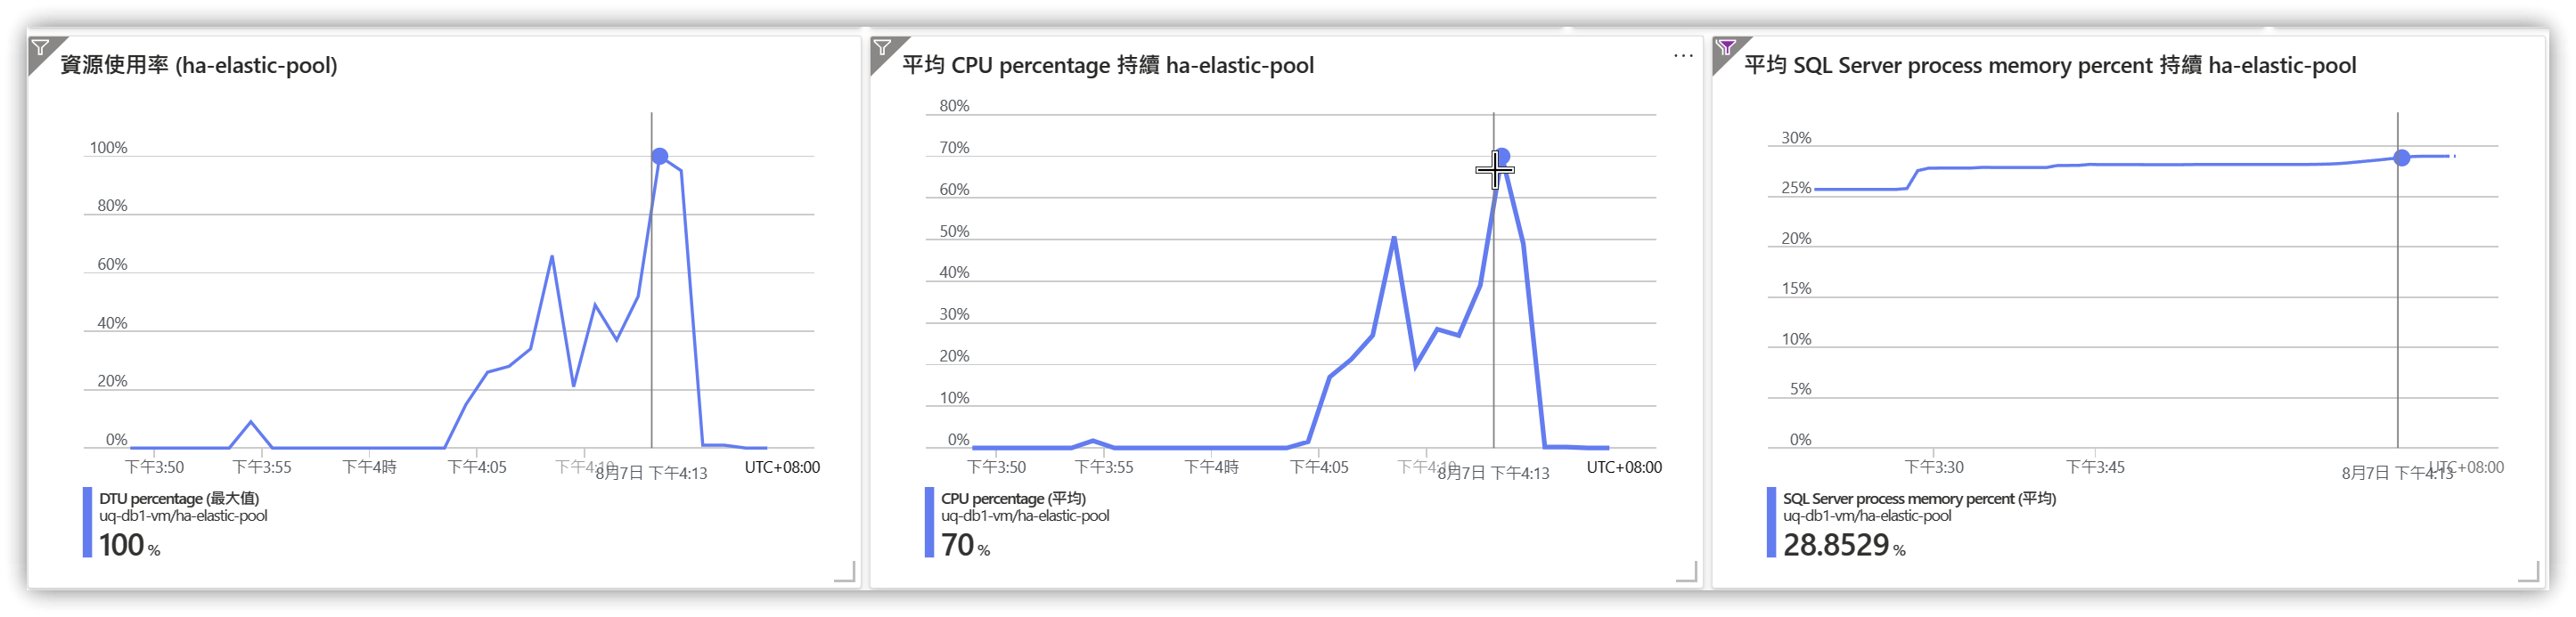 資源使用率 (ha-elastic-pool)
100%
80%
60%
40%
20%
0%
下午3:50
下午3:55
下午4時
下午4:05
下午4:10
8月7日 下午4:13
UTC+08:00
DTU percentage (最大值)
uq-db1-vm/ha-elastic-pool
100 %
平均 CPU percentage 持續 ha-elastic-pool
...
80%
70%
60%
50%
40%
30%
20%
10%
0%
下午3:50
下午3:55
下午4時
下午4:05
下午4:10
8月7日 下午4:13
UTC+08:00
CPU percentage (平均)
uq-db1-vm/ha-elastic-pool
70 %
平均 SQL Server process memory percent 持續 ha-elastic-pool
30%
25%
20%
15%
10%
5%
0%
下午3:30
下午3:45
8月7日 下午4:13
UTC+08:00
SQL Server process memory percent (平均)
uq-db1-vm/ha-elastic-pool
28.8529 %